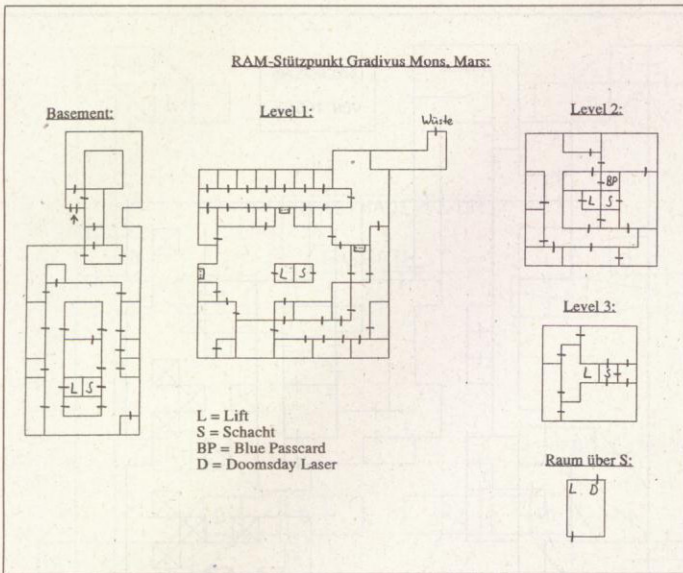 RAM-Stützpunkt Gradivus Mons, Mars:
Basement:
Level 1:
Wüste
Level 2:
BP
L S
L S
L S
Level 3:
L S
L = Lift
S = Schacht
BP = Blue Passcard
D = Doomsday Laser
Raum über S:
L D